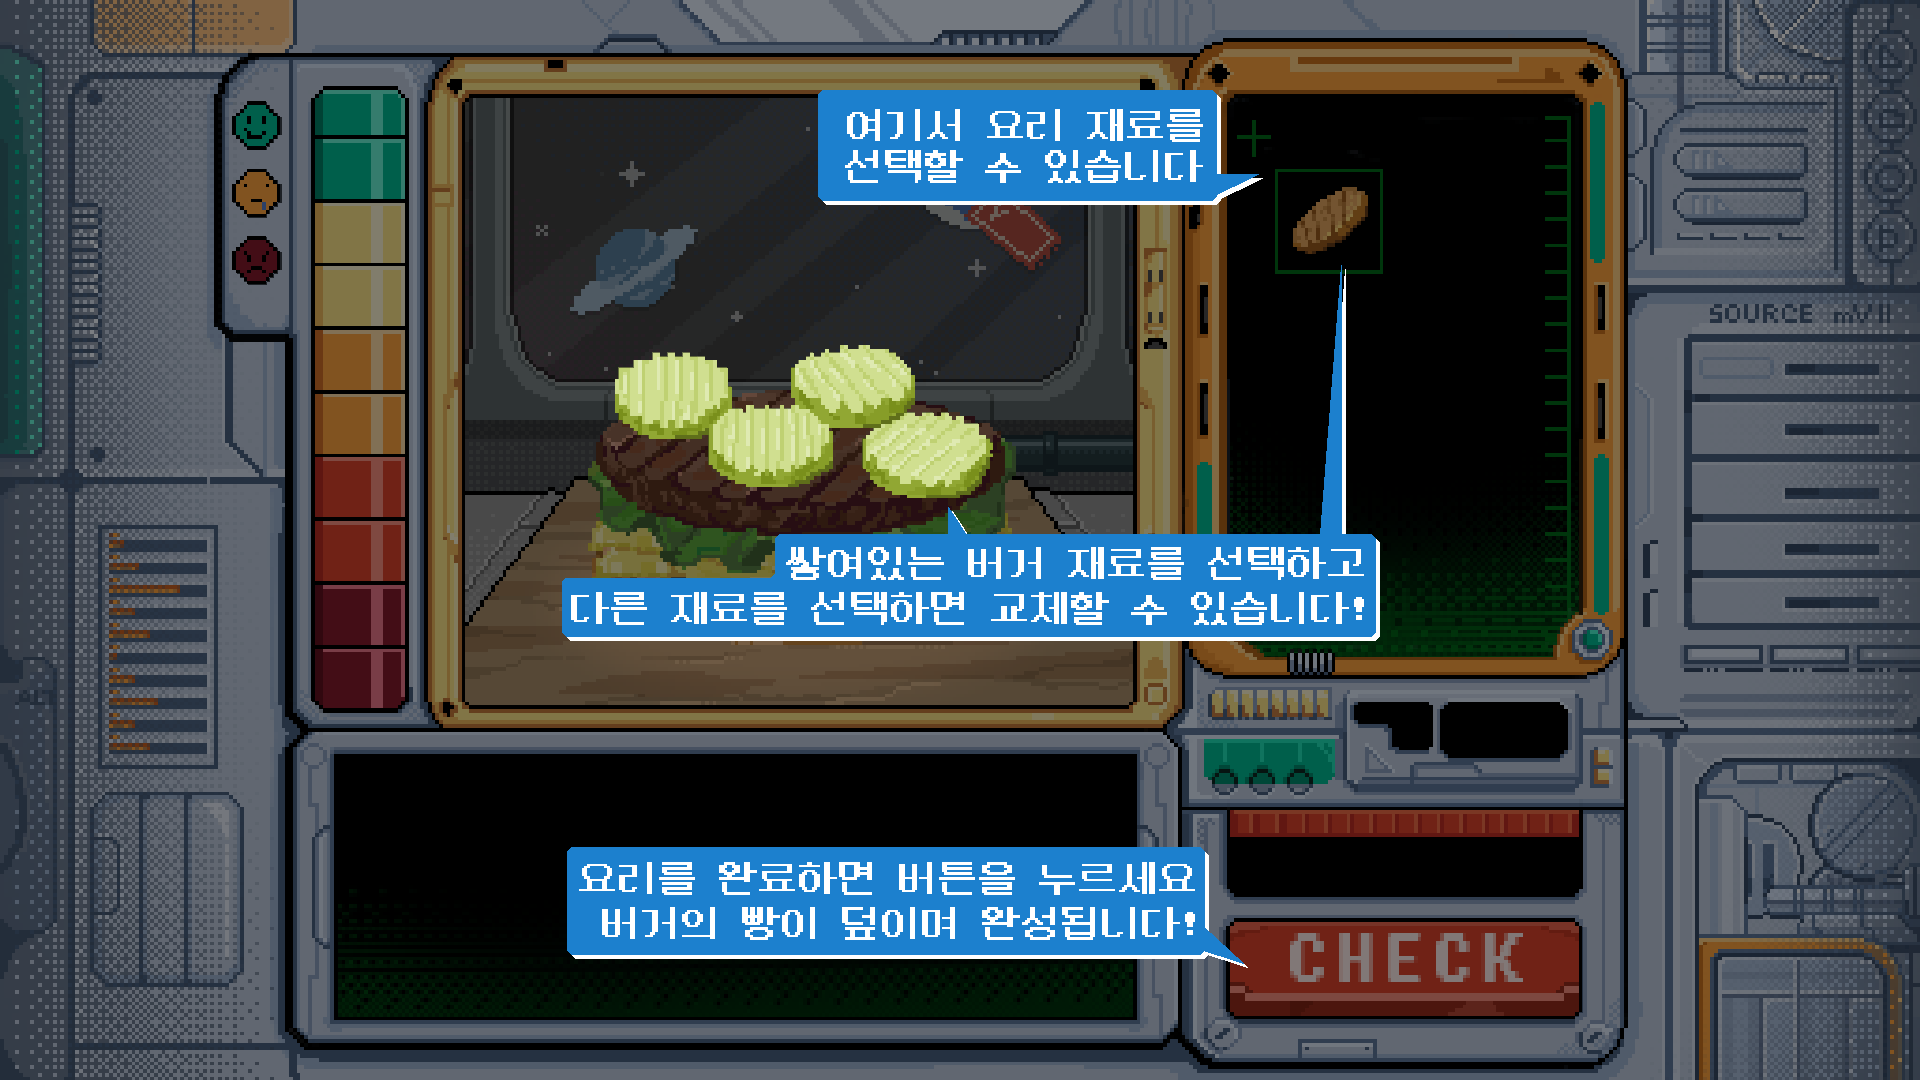 여기서 요리 재료를
선택할 수 있습니다
SOURCE
쌓여있는 버거 재료를 선택하고
다른 재료를 선택하면 교체할 수 있습니다!
요리를 완료하면 버튼을 누르세요
버거의 빵이 덮이며 완성됩니다!
CHECK